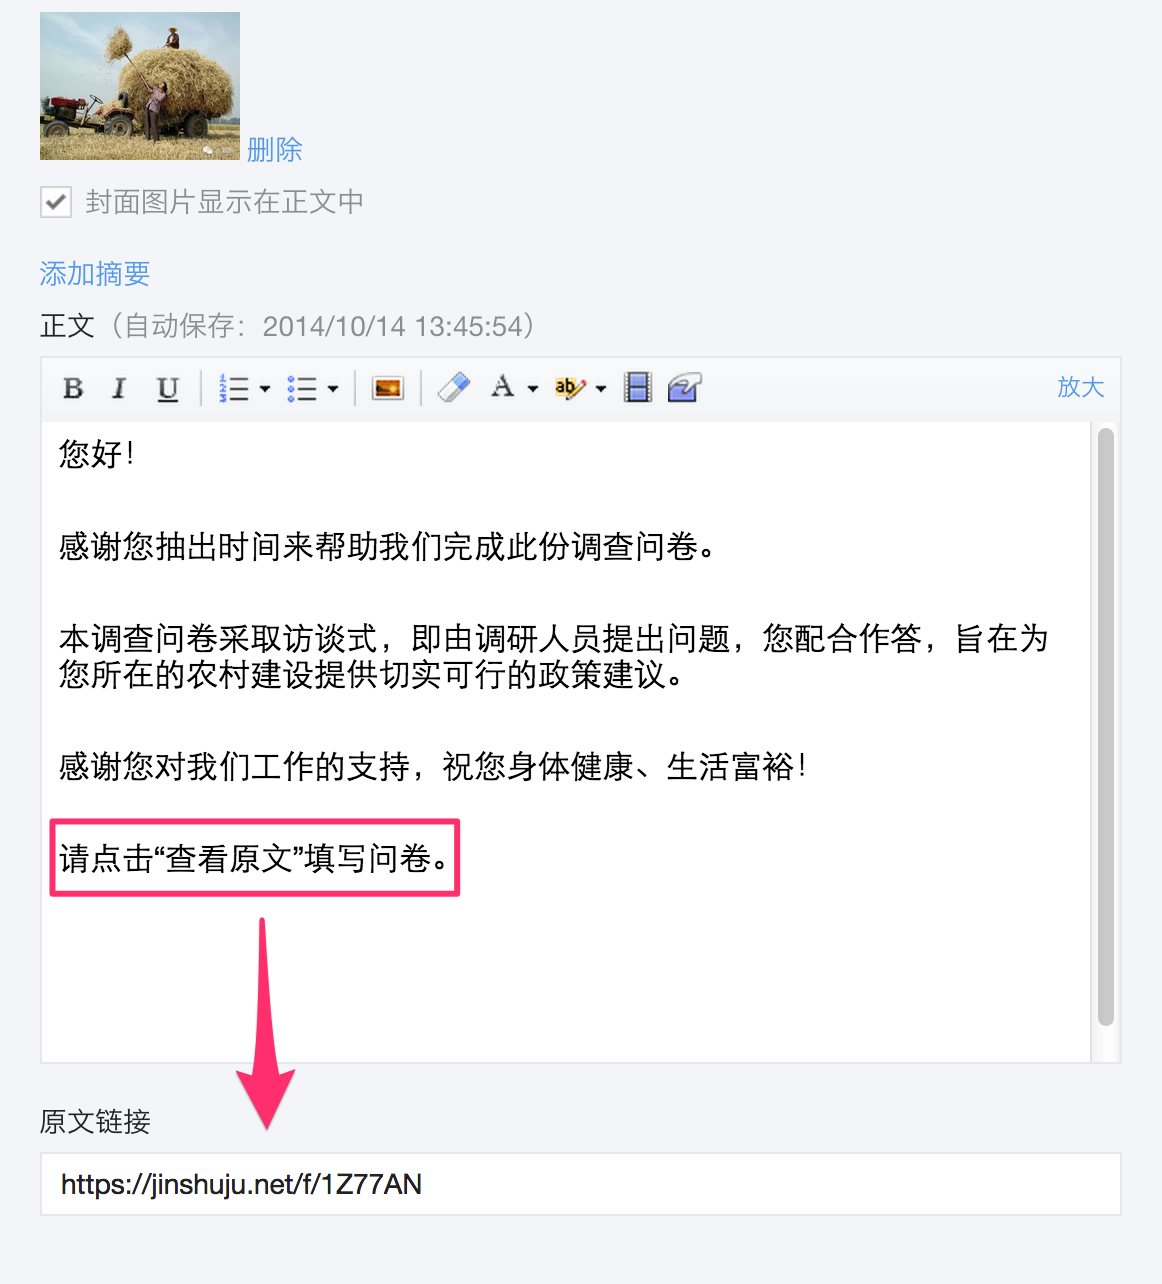 删除
封面图片显示在正文中
添加摘要
正文（自动保存：2014/10/14 13:45:54）
B I U A ab 放大
您好！
感谢您抽出时间来帮助我们完成此份调查问卷。
本调查问卷采取访谈式，即由调研人员提出问题，您配合作答，旨在为
您所在的农村建设提供切实可行的政策建议。
感谢您对我们工作的支持，祝您身体健康、生活富裕！
请点击“查看原文”填写问卷。
原文链接
https://jinshuju.net/f/1Z77AN